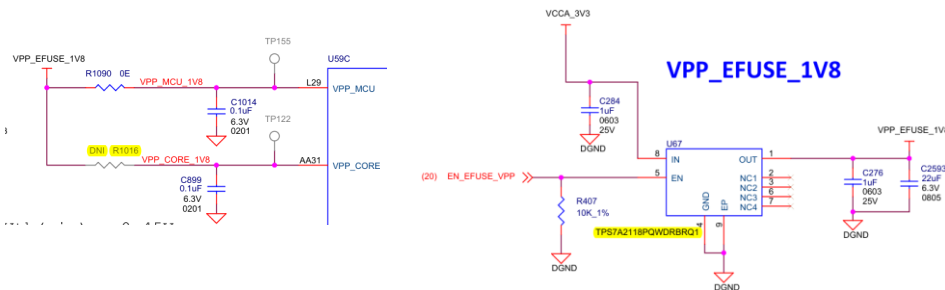 VPP_EFUSE_1V8
R1090 0E
VPP_MCU_1V8
TP155
U59C
L29
VPP_MCU
C1014
0.1uF
6.3V
0201
TP122
DNI R1016
VPP_CORE_1V8
AA31
VPP_CORE
C899
0.1uF
6.3V
0201
VCCA_3V3
VPP_EFUSE_1V8
C284
1uF
0603
25V
DGND
U67
8 IN
OUT 1
5 EN
NC1 2
NC2 3
NC3 6
NC4 7
GND
EP
4
9
(20) EN_EFUSE_VPP
R407
10K_1%
DGND
TPS7A2118PQWDRBRQ1
DGND
VPP_EFUSE_1V8
C276
1uF
0603
25V
C2593
22uF
6.3V
0805
DGND